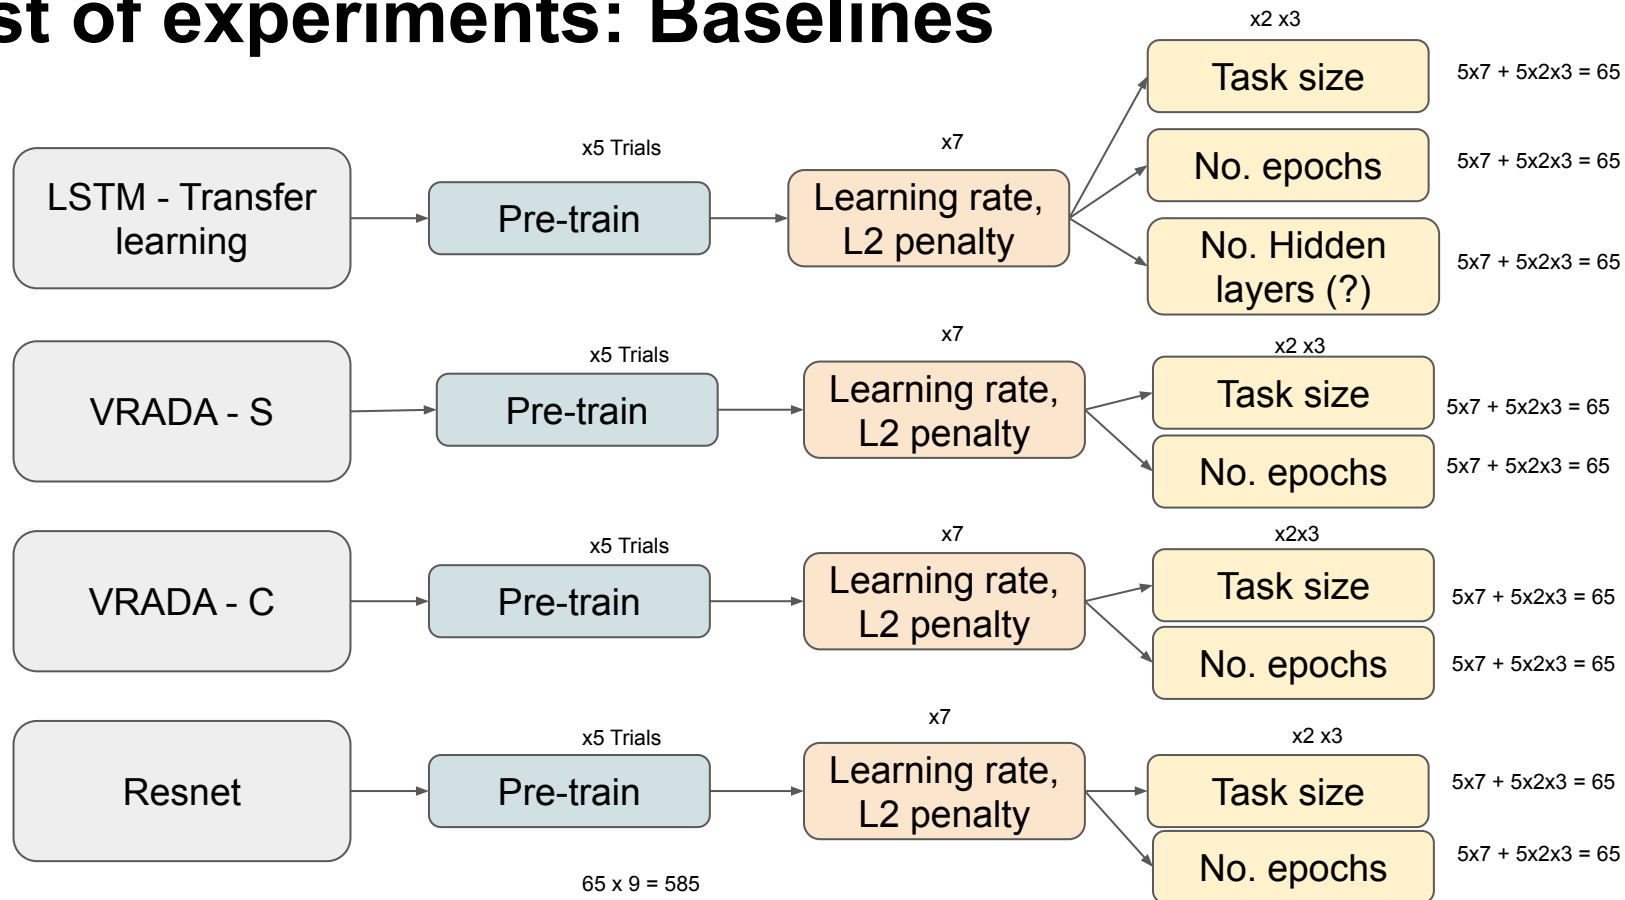 st of experiments: Baselines
x2 x3
Task size
5x7 + 5x2x3 = 65
x5 Trials
x7
No. epochs
5x7 + 5x2x3 = 65
LSTM - Transfer
learning
Pre-train
Learning rate,
L2 penalty
No. Hidden
layers (?)
5x7 + 5x2x3 = 65
x5 Trials
x7
x2 x3
VRADA - S
Pre-train
Learning rate,
L2 penalty
Task size
5x7 + 5x2x3 = 65
No. epochs
5x7 + 5x2x3 = 65
x5 Trials
x7
x2x3
VRADA - C
Pre-train
Learning rate,
L2 penalty
Task size
5x7 + 5x2x3 = 65
No. epochs
5x7 + 5x2x3 = 65
x5 Trials
x7
x2 x3
Resnet
Pre-train
Learning rate,
L2 penalty
Task size
5x7 + 5x2x3 = 65
No. epochs
5x7 + 5x2x3 = 65
65 x 9 = 585